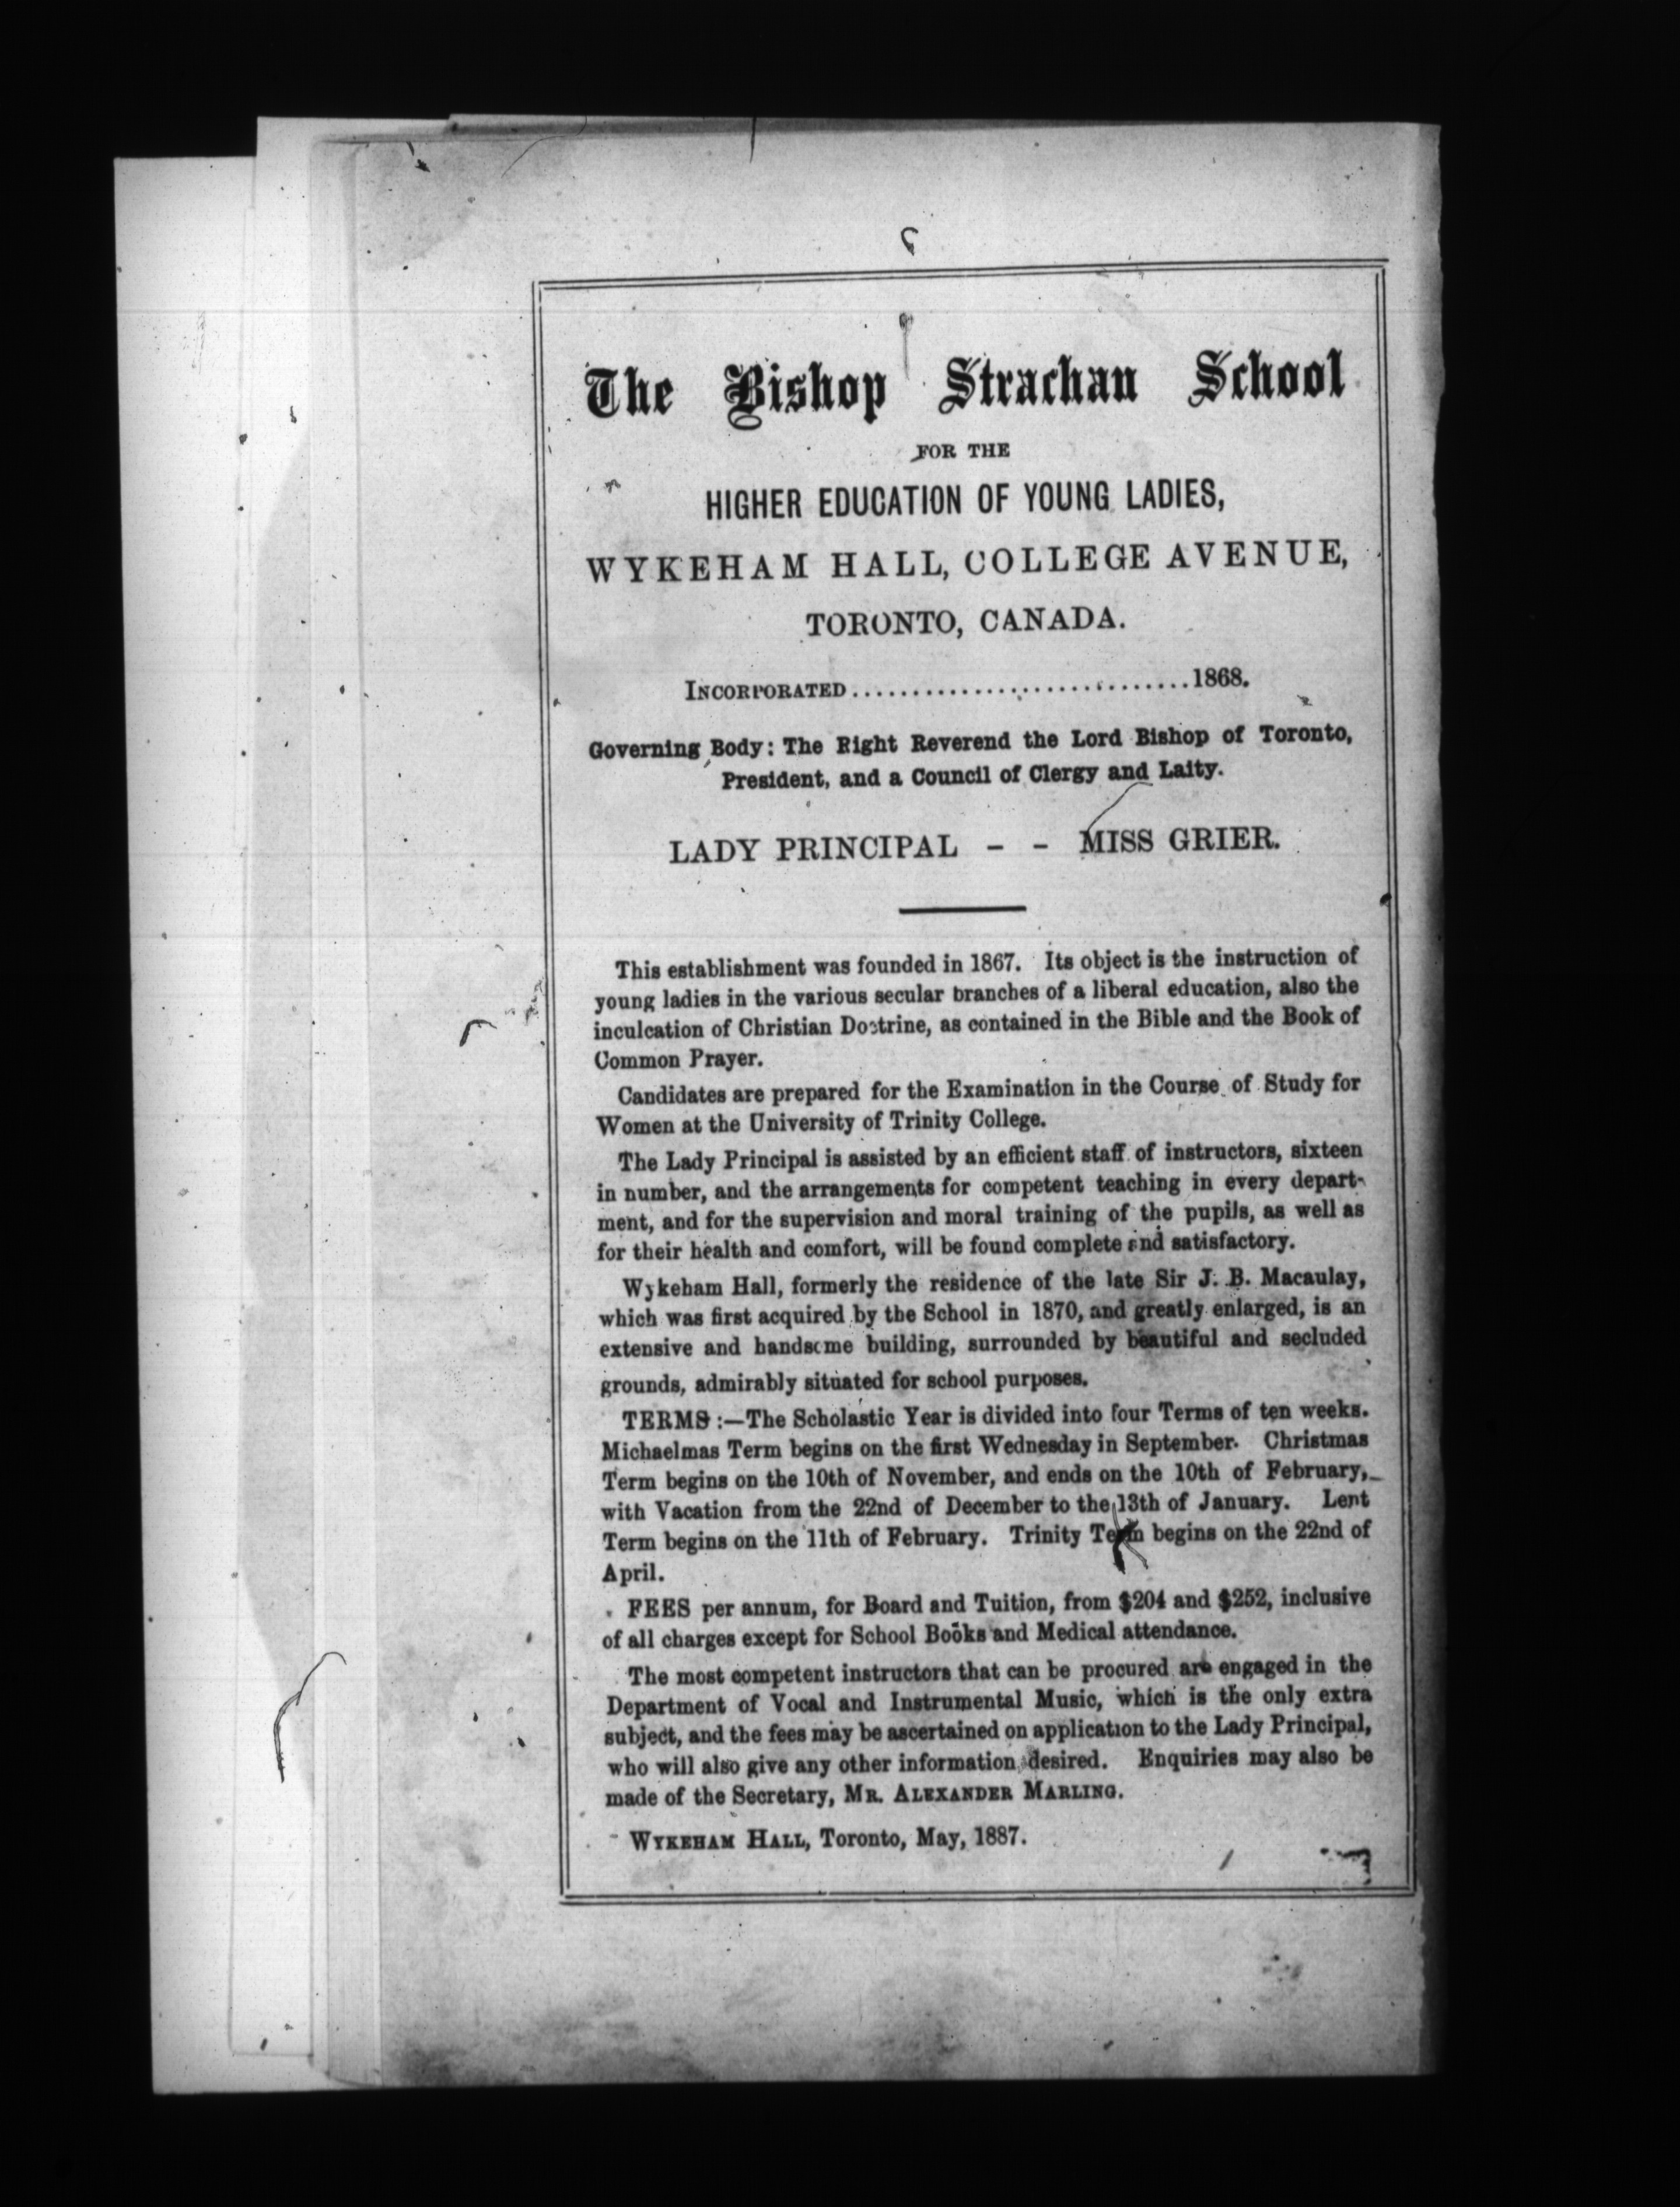 The Bishop Strachan School
FOR THE
HIGHER EDUCATION OF YOUNG LADIES,
WYKEHAM HALL, COLLEGE AVENUE,
TORONTO, CANADA.
INCORPORATED............................1868.
Governing Body: The Right Reverend the Lord Bishop of Toronto,
President, and a Council of Clergy and Laity.
LADY PRINCIPAL - - MISS GRIER.
This establishment was founded in 1867. Its object is the instruction of
young ladies in the various secular branches of a liberal education, also the
inculcation of Christian Doctrine, as contained in the Bible and the Book of
Common Prayer.
Candidates are prepared for the Examination in the Course of Study for
Women at the University of Trinity College.
The Lady Principal is assisted by an efficient staff of instructors, sixteen
in number, and the arrangements for competent teaching in every depart-
ment, and for the supervision and moral training of the pupils, as well as
for their health and comfort, will be found complete and satisfactory.
Wykeham Hall, formerly the residence of the late Sir J. B. Macaulay,
which was first acquired by the School in 1870, and greatly enlarged, is an
extensive and handsome building, surrounded by beautiful and secluded
grounds, admirably situated for school purposes.
TERMS :—The Scholastic Year is divided into four Terms of ten weeks.
Michaelmas Term begins on the first Wednesday in September. Christmas
Term begins on the 10th of November, and ends on the 10th of February,
with Vacation from the 22nd of December to the 13th of January. Lent
Term begins on the 11th of February. Trinity Term begins on the 22nd of
April.
FEES per annum, for Board and Tuition, from $204 and $252, inclusive
of all charges except for School Books and Medical attendance.
The most competent instructors that can be procured are engaged in the
Department of Vocal and Instrumental Music, which is the only extra
subject, and the fees may be ascertained on application to the Lady Principal,
who will also give any other information desired. Enquiries may also be
made of the Secretary, MR. ALEXANDER MARLING.
WYKEHAM HALL, Toronto, May, 1887.